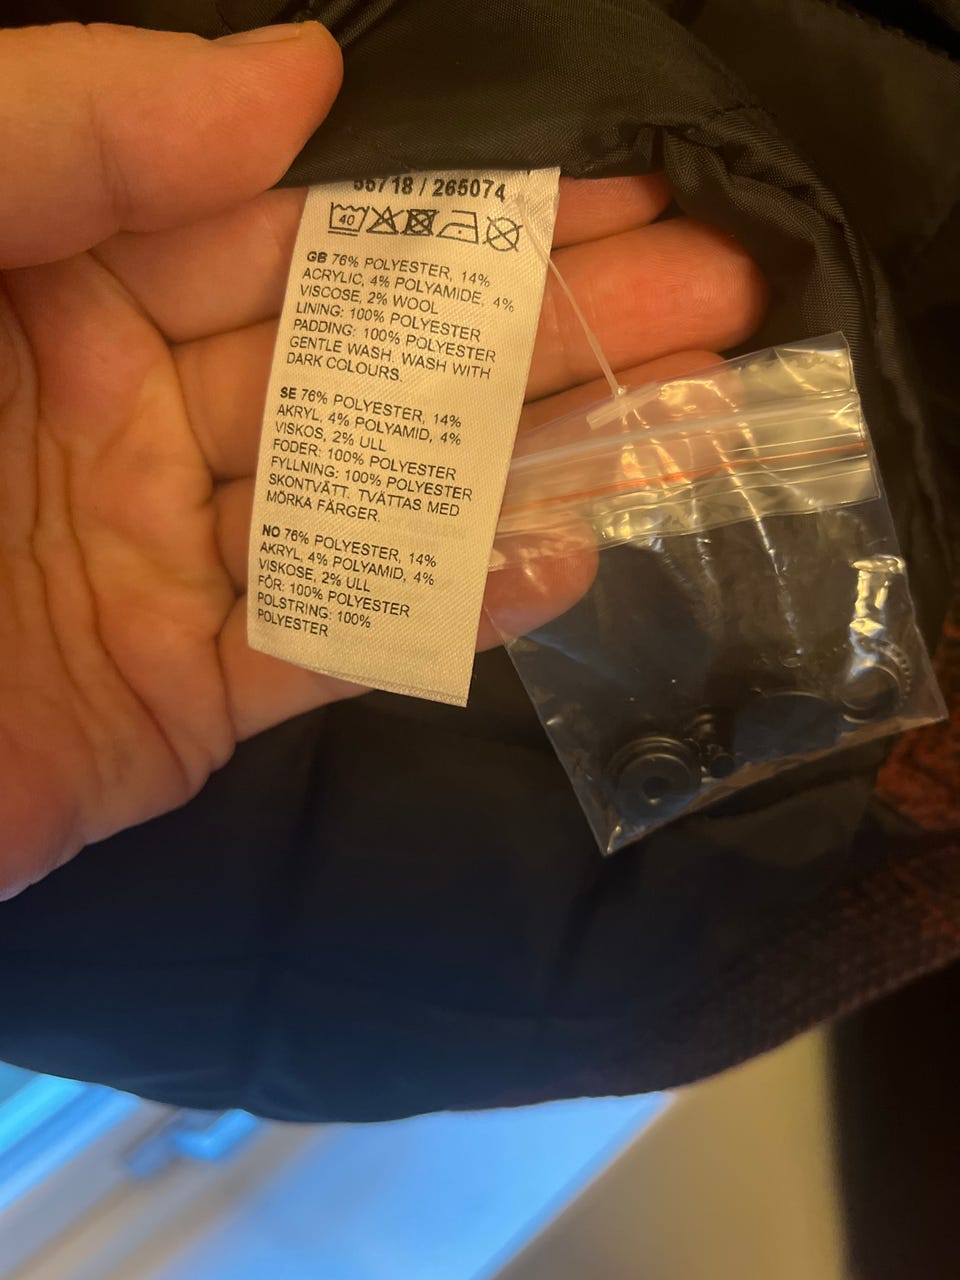 55718 / 265074
40
GB 76% POLYESTER, 14%
ACRYLIC, 4% POLYAMIDE, 4%
VISCOSE, 2% WOOL
LINING: 100% POLYESTER
PADDING: 100% POLYESTER
GENTLE WASH. WASH WITH
DARK COLOURS.
SE 76% POLYESTER, 14%
AKRYL, 4% POLYAMID, 4%
VISKOS, 2% ULL
FODER: 100% POLYESTER
FYLLNING: 100% POLYESTER
SKONTVÄTT. TVÄTTAS MED
MÖRKA FÄRGER.
NO 76% POLYESTER, 14%
AKRYL, 4% POLYAMID, 4%
VISKOSE, 2% ULL
FÔR: 100% POLYESTER
POLSTRING: 100%
POLYESTER